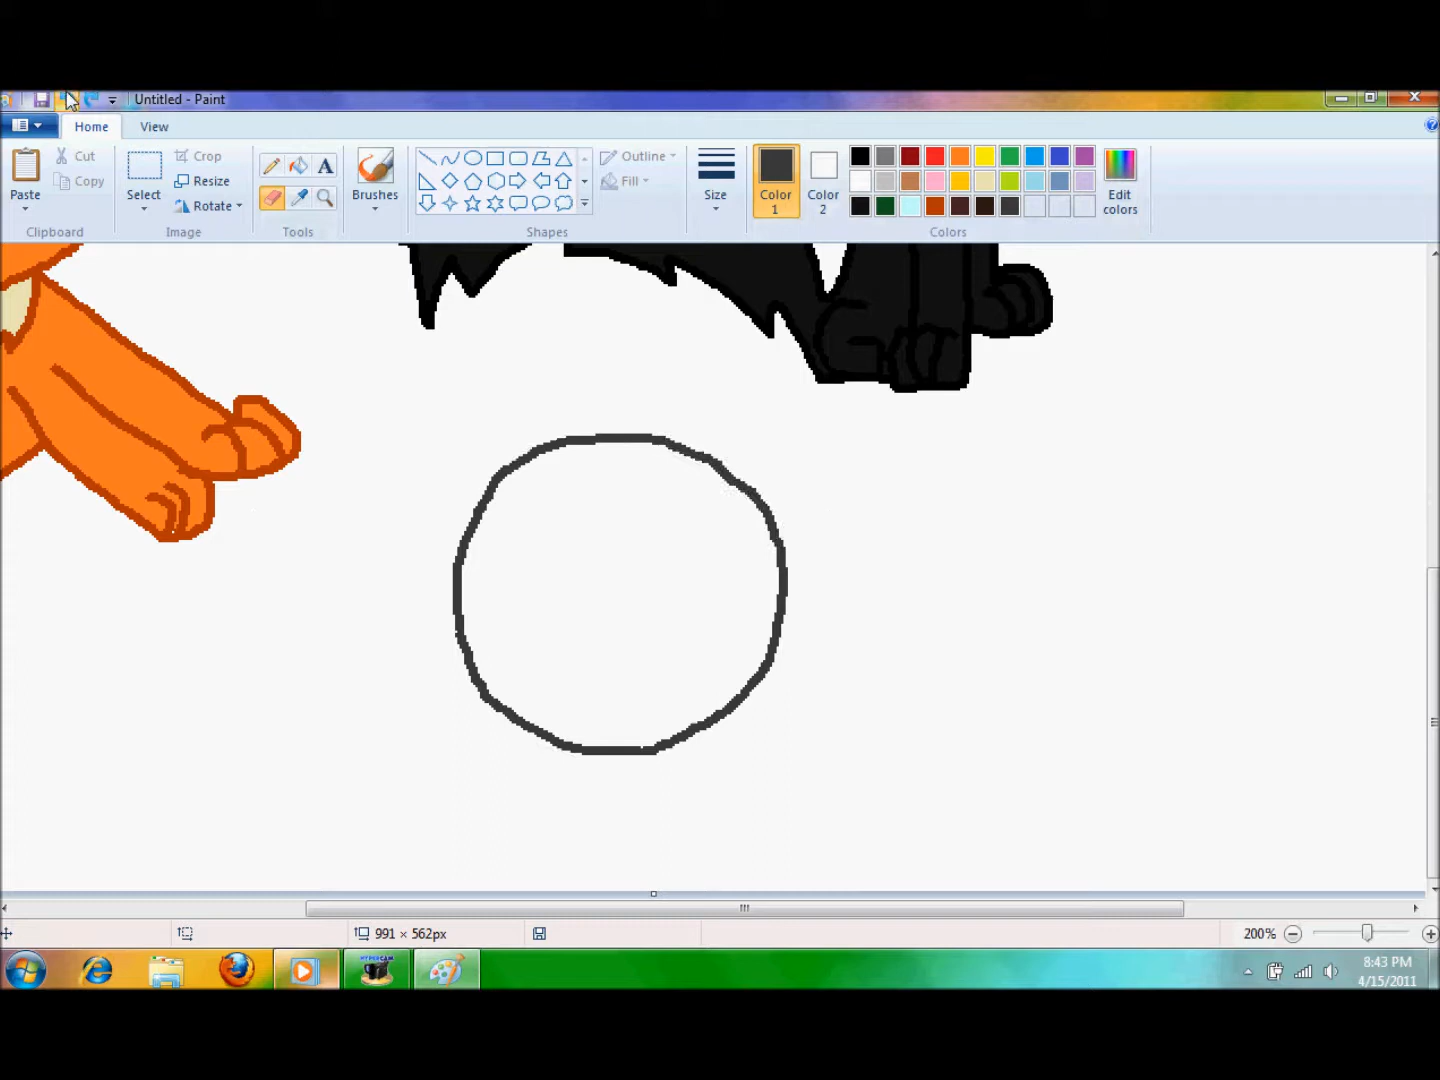 Untitled - Paint
Home View
Paste
Clipboard
Cut
Copy
Select
Crop
Resize
Rotate
Image
A
Tools
Brushes
Shapes
Outline
Fill
Size
Color 1
Color 2
Colors
Edit colors
991 × 562px
200%
HYPERCAM
8:43 PM
4/15/2011